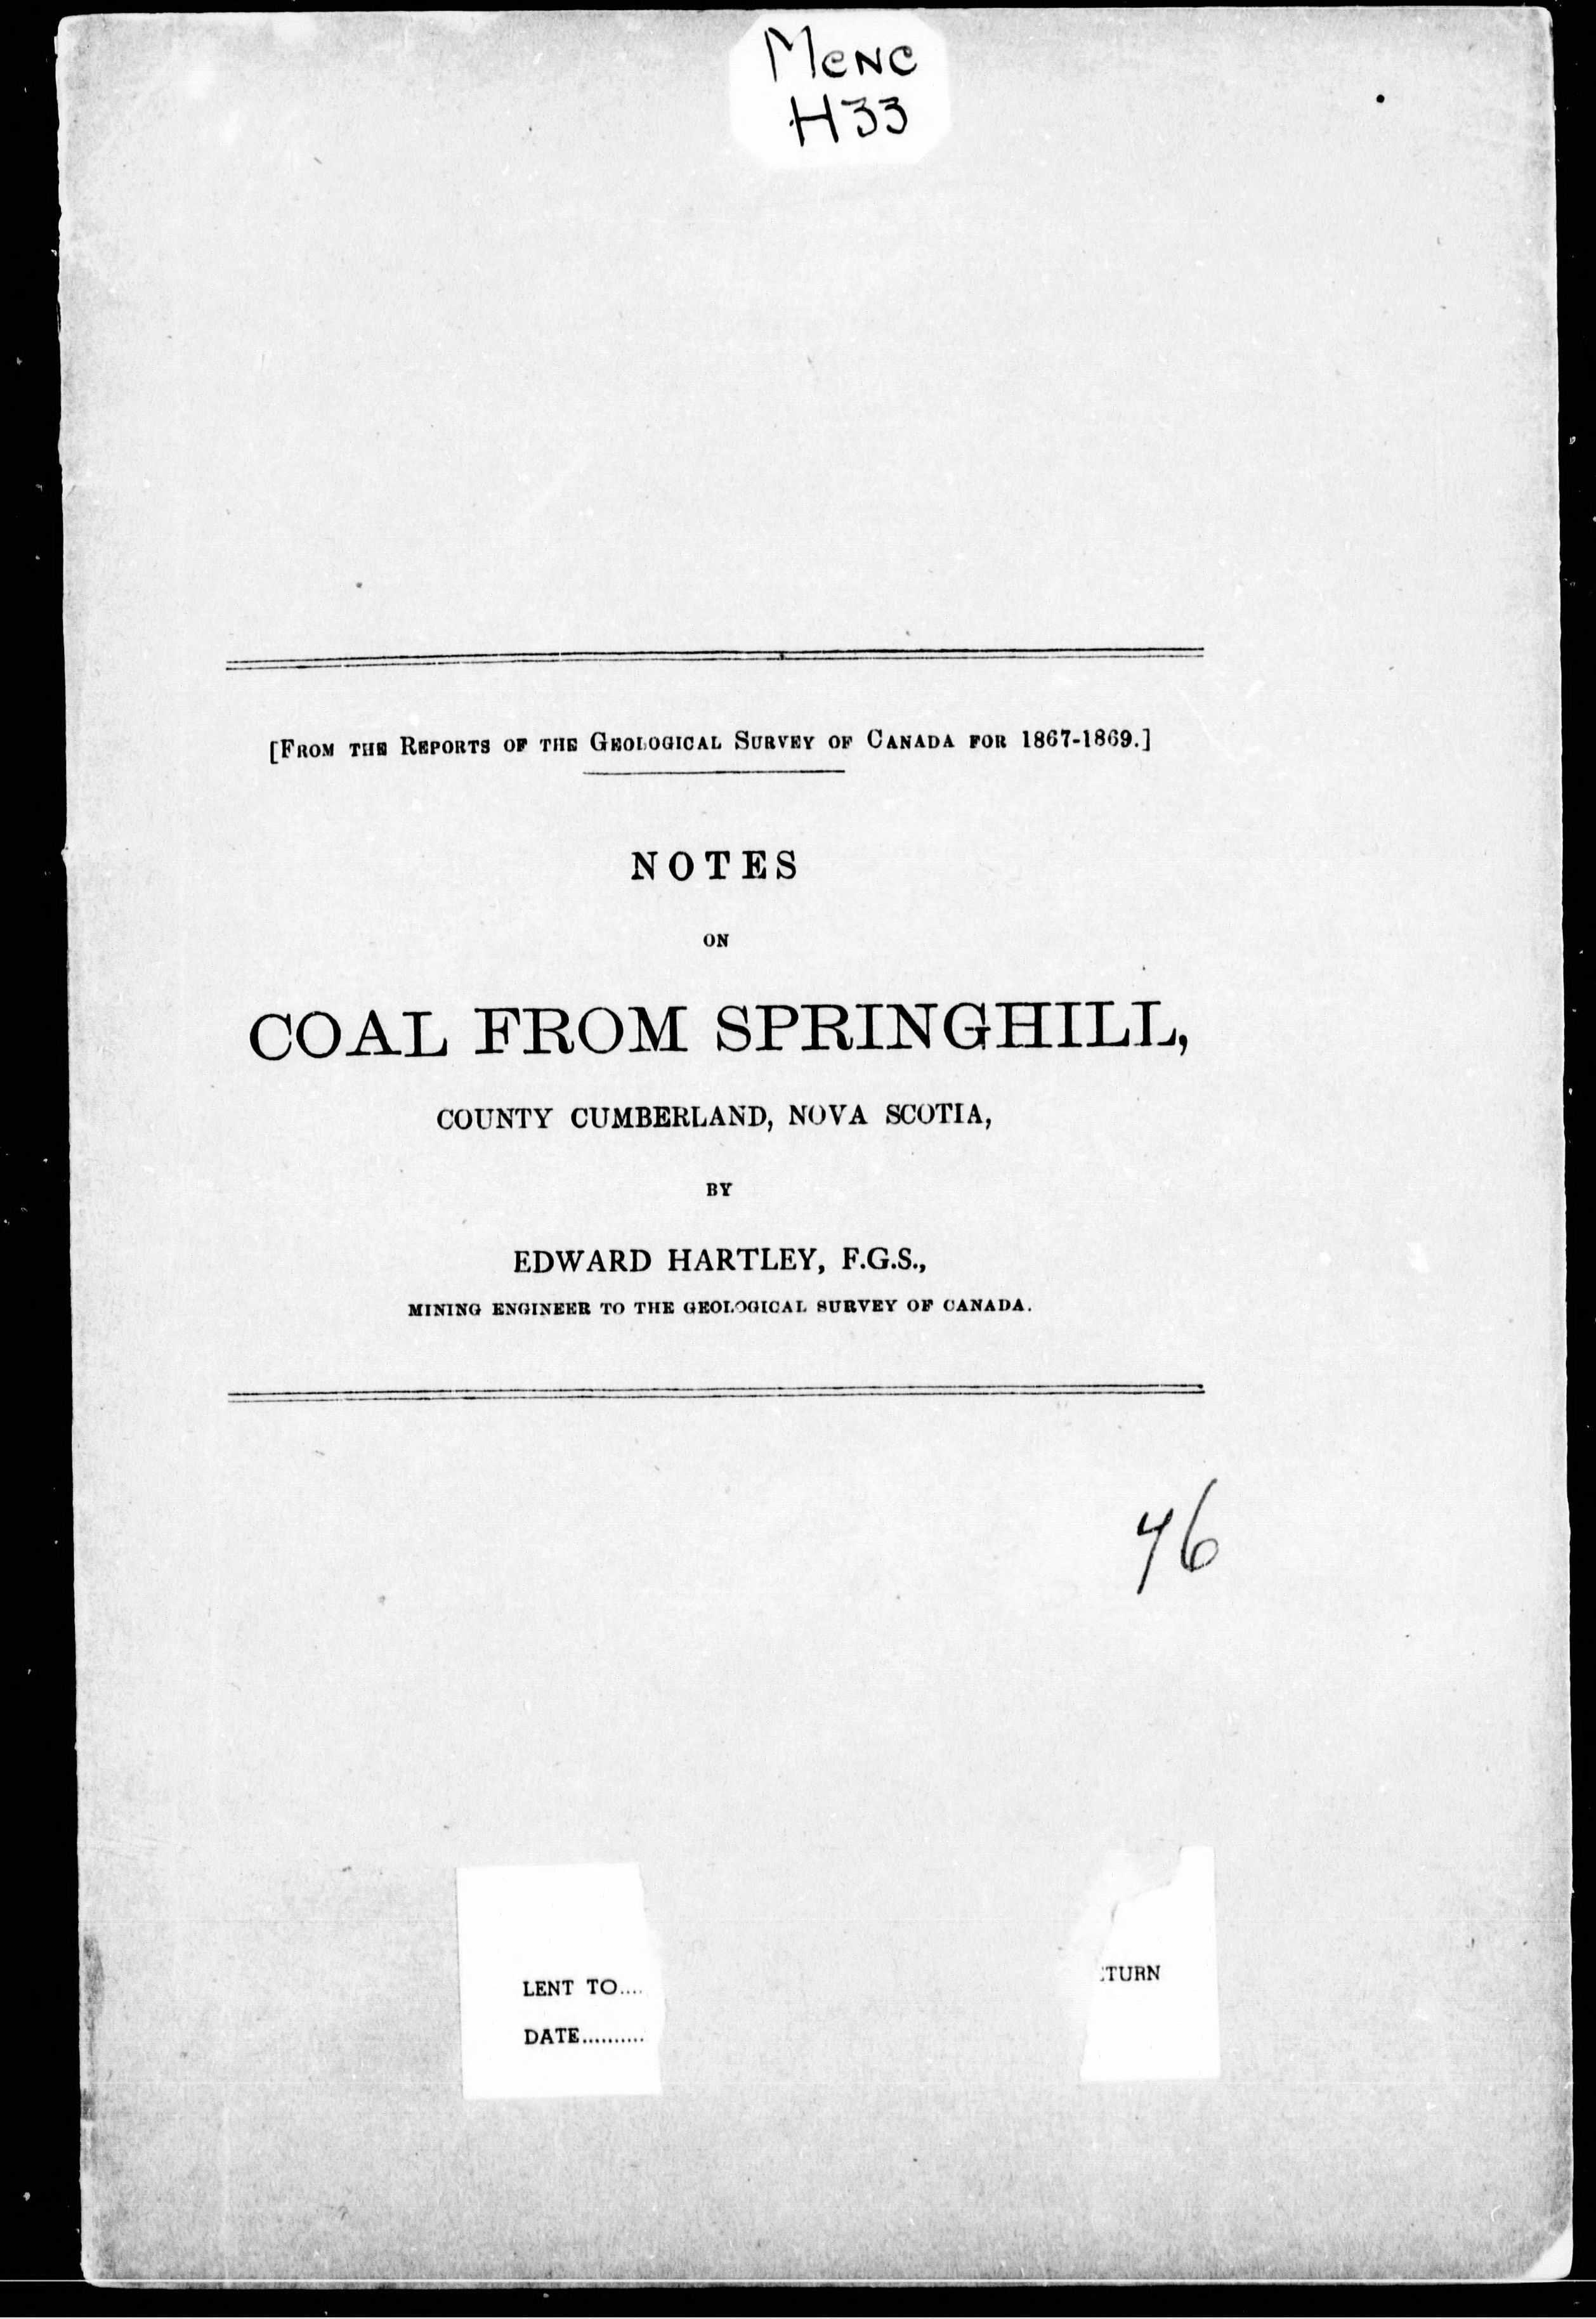 McNC
H33
[FROM THE REPORTS OF THE GEOLOGICAL SURVEY OF CANADA FOR 1867-1869.]
NOTES
ON
COAL FROM SPRINGHILL,
COUNTY CUMBERLAND, NOVA SCOTIA,
BY
EDWARD HARTLEY, F.G.S.,
MINING ENGINEER TO THE GEOLOGICAL SURVEY OF CANADA.
46
LENT TO....
TURN
DATE..........